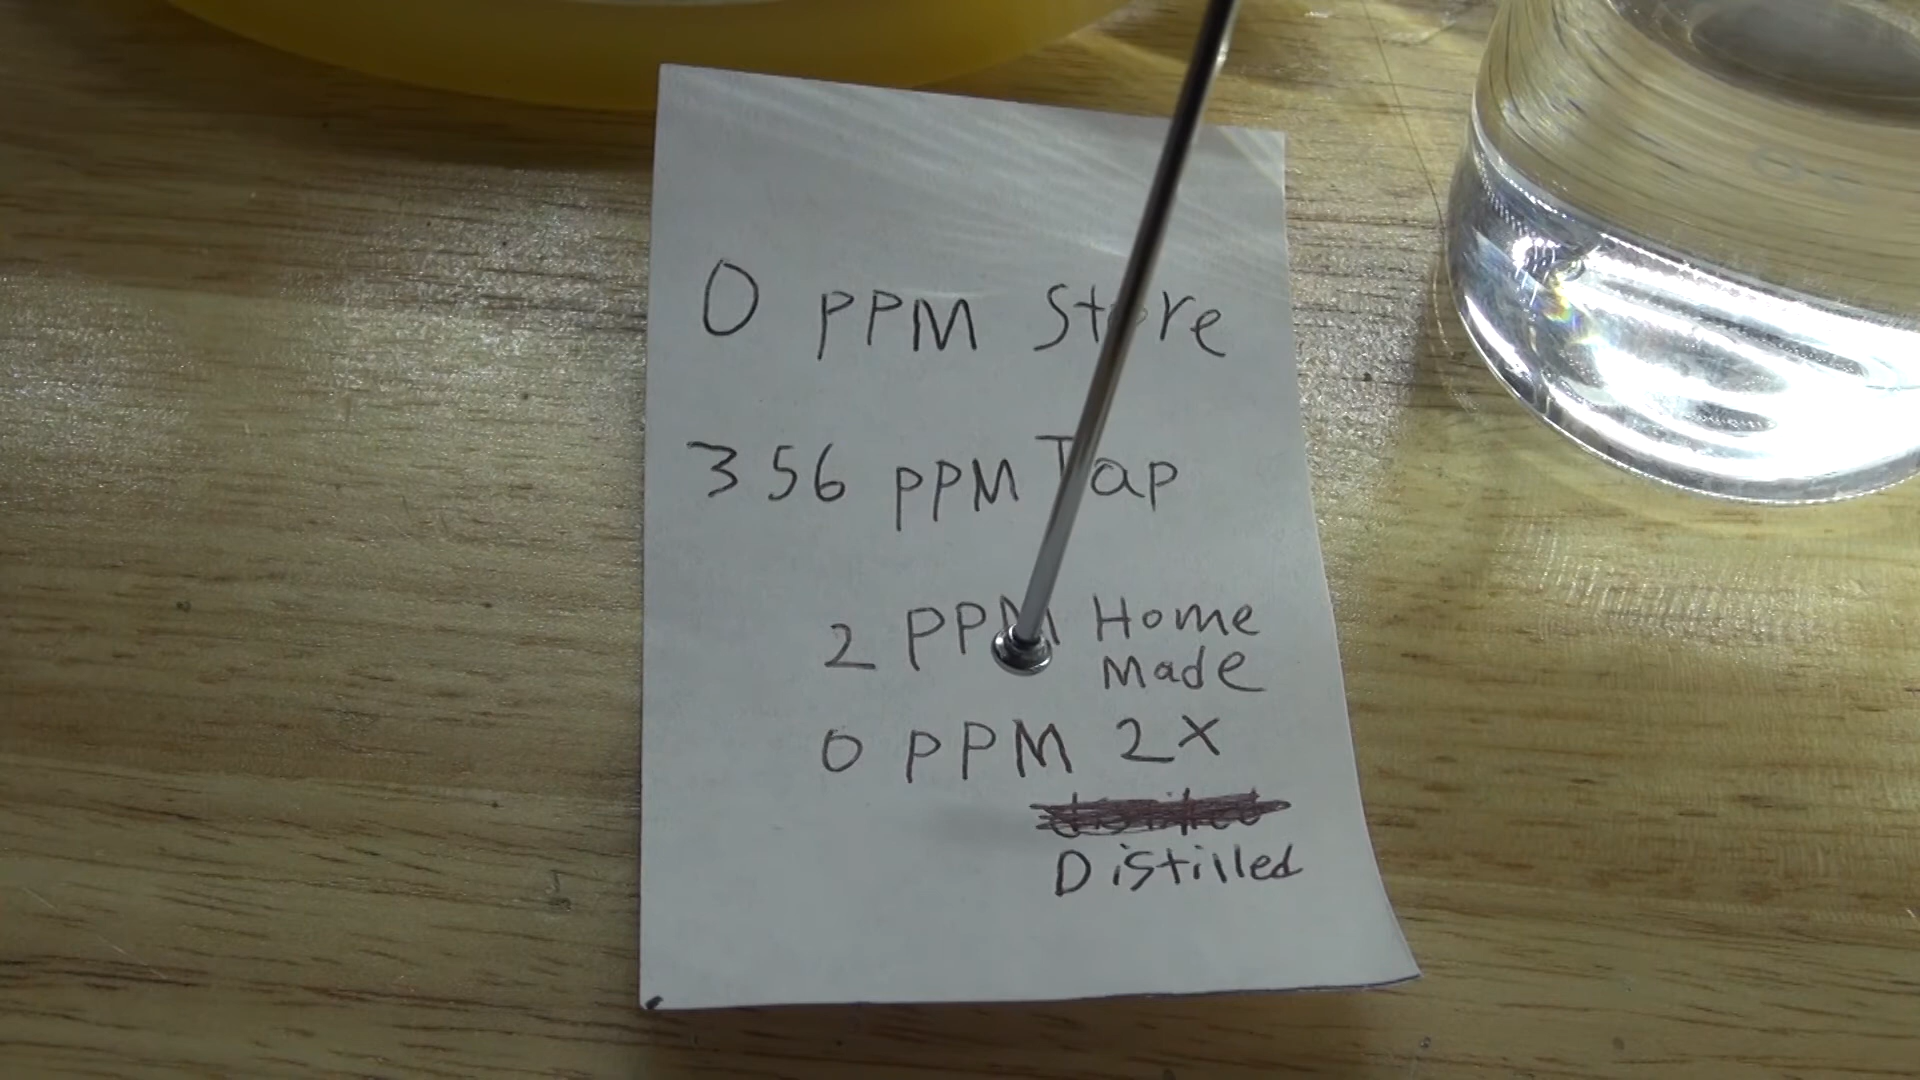 0 PPM Store
356 PPM Tap
2 PPM Home
Made
0 PPM 2X
Distilled